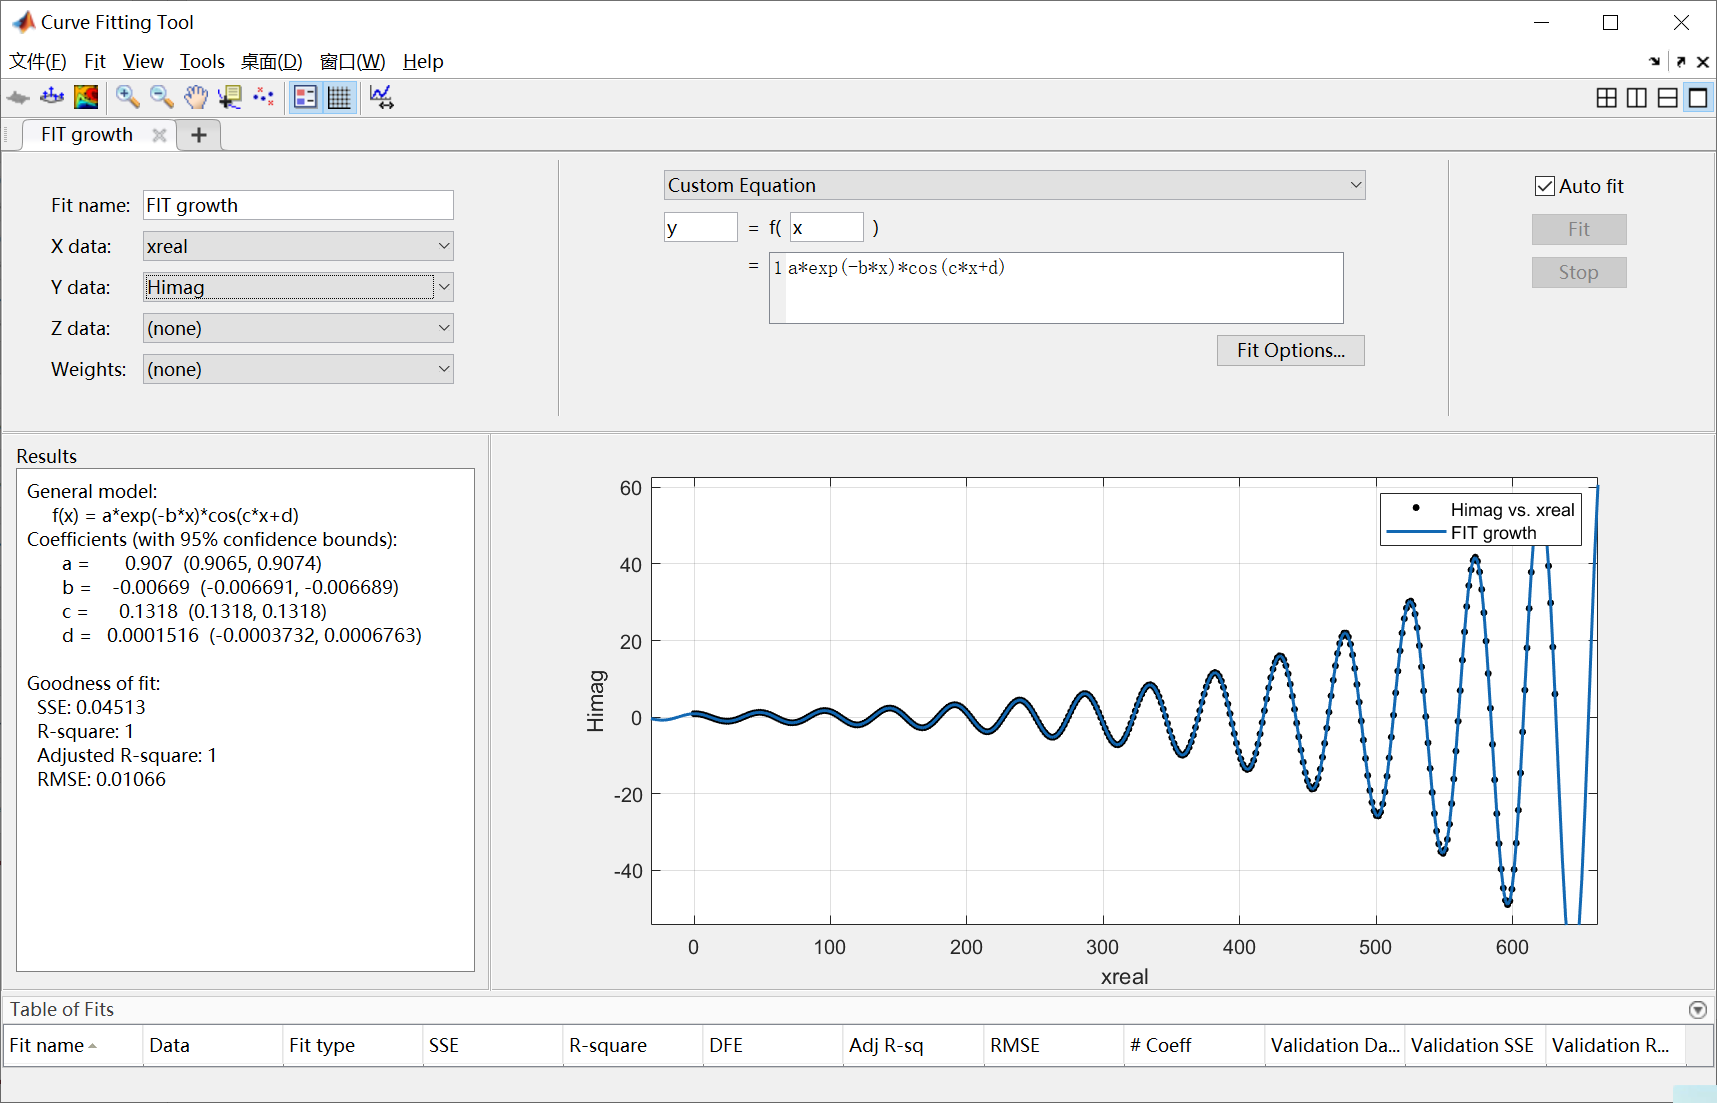 Curve Fitting Tool
文件(F) Fit View Tools 桌面(D) 窗口(W) Help
FIT growth
Fit name: FIT growth
X data: xreal
Y data: Himag
Z data: (none)
Weights: (none)
Custom Equation
y = f( x )
= 1 a*exp(-b*x)*cos(c*x+d)
Fit Options...
Auto fit
Fit
Stop
Results
General model:
f(x) = a*exp(-b*x)*cos(c*x+d)
Coefficients (with 95% confidence bounds):
a = 0.907 (0.9065, 0.9074)
b = -0.00669 (-0.006691, -0.006689)
c = 0.1318 (0.1318, 0.1318)
d = 0.0001516 (-0.0003732, 0.0006763)
Goodness of fit:
SSE: 0.04513
R-square: 1
Adjusted R-square: 1
RMSE: 0.01066
60
40
20
0
-20
-40
Himag
Himag vs. xreal
FIT growth
0 100 200 300 400 500 600
xreal
Table of Fits
Fit name Data Fit type SSE R-square DFE Adj R-sq RMSE # Coeff Validation Da... Validation SSE Validation R...